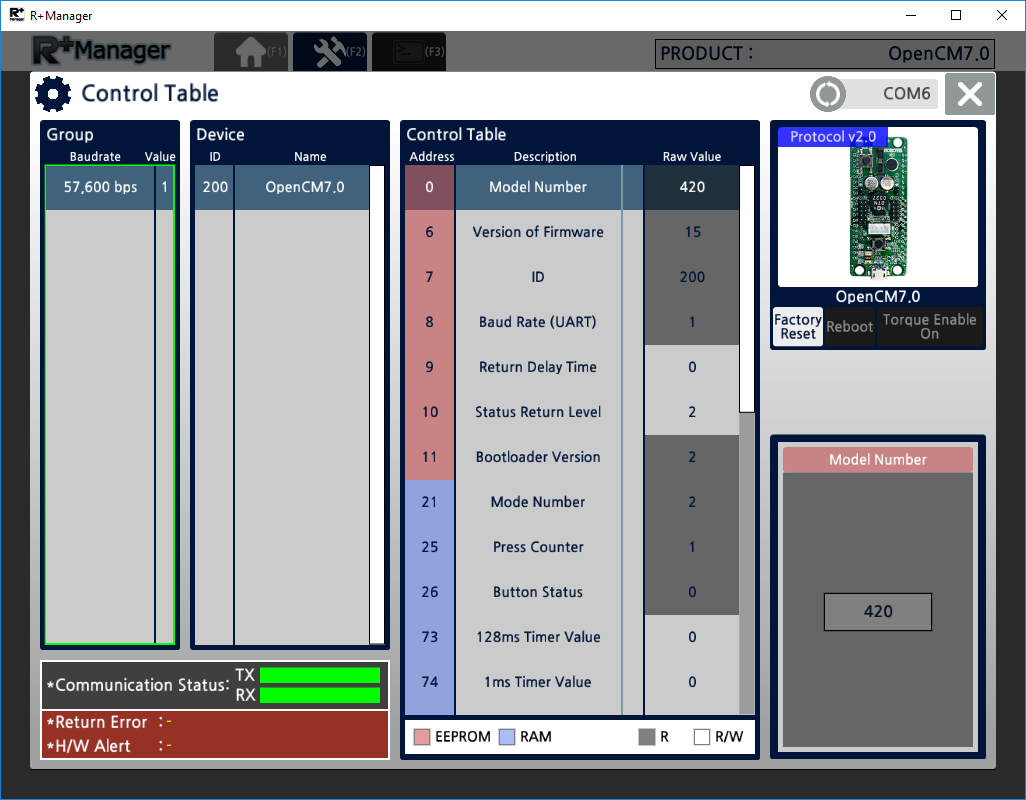 R+Manager
R+Manager
(F1)
(F2)
(F3)
PRODUCT : OpenCM7.0
Control Table
COM6
Group
Baudrate Value
57,600 bps 1
Device
ID Name
200 OpenCM7.0
Control Table
Address Description Raw Value
0 Model Number 420
6 Version of Firmware 15
7 ID 200
8 Baud Rate (UART) 1
9 Return Delay Time 0
10 Status Return Level 2
11 Bootloader Version 2
21 Mode Number 2
25 Press Counter 1
26 Button Status 0
73 128ms Timer Value 0
74 1ms Timer Value 0
EEPROM RAM R R/W
Protocol v2.0
OpenCM7.0
Factory Reset
Reboot
Torque Enable On
Model Number
420
*Communication Status: TX
RX
*Return Error : -
*H/W Alert : -